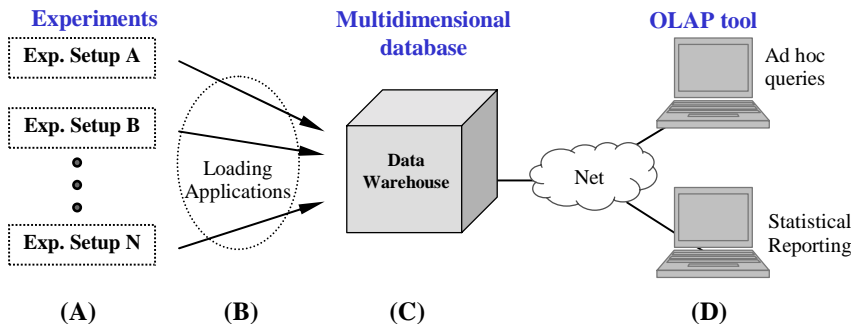 Experiments
Multidimensional
database
OLAP tool
Exp. Setup A
Exp. Setup B
Exp. Setup N
Loading
Applications
Data
Warehouse
Net
Ad hoc
queries
Statistical
Reporting
(A)
(B)
(C)
(D)